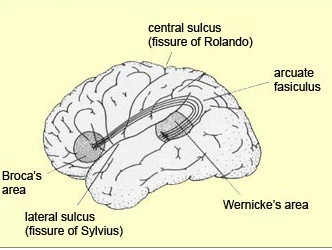 central sulcus
(fissure of Rolando)
arcuate
fasiculus
Broca's
area
Wernicke's area
lateral sulcus
(fissure of Sylvius)